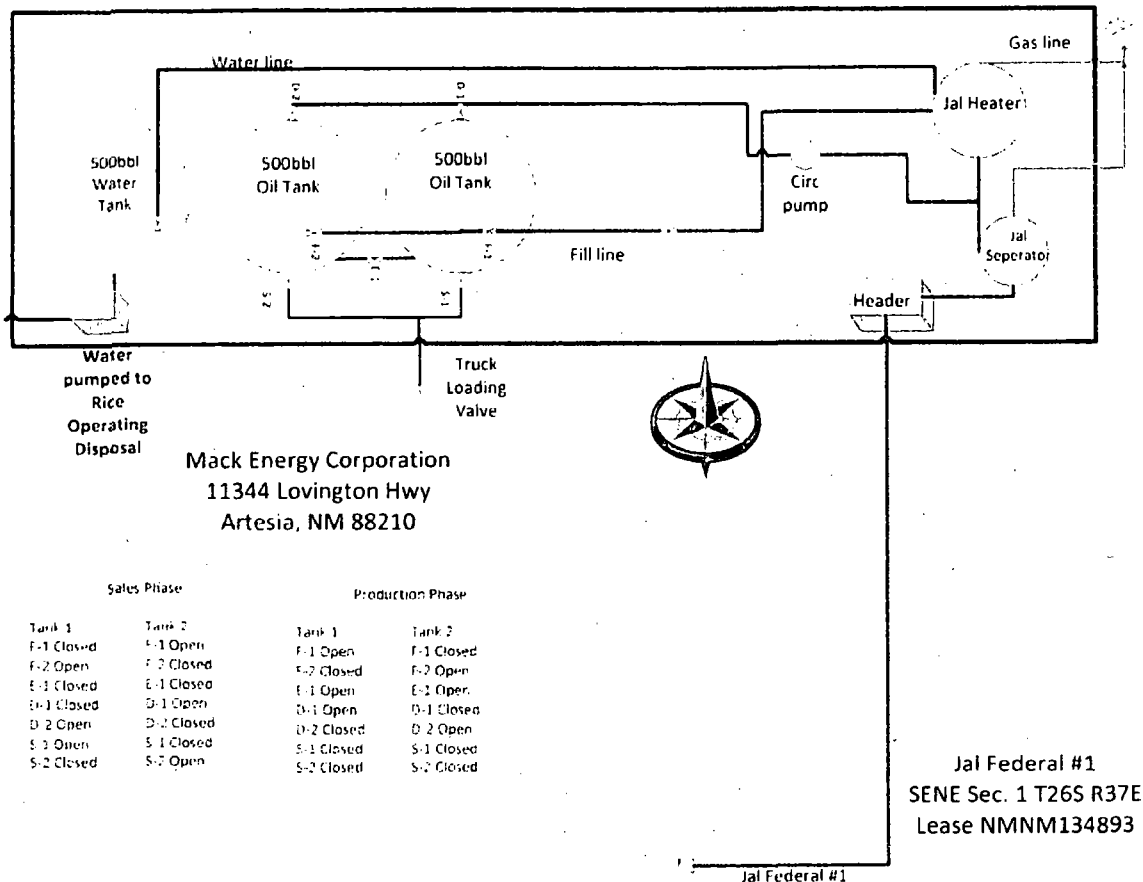 Water line
Gas line
Jal Heater
500bbl
Water
Tank
500bbl
Oil Tank
500bbl
Oil Tank
Circ
pump
Fill line
Jal
Seperator
Header
Water
pumped to
Rice
Operating
Disposal
Truck
Loading
Valve
Mack Energy Corporation
11344 Lovington Hwy
Artesia, NM 88210
Sales Phase
Tank 1 Tank 2
F-1 Closed F-1 Open
F-2 Open F-2 Closed
E-1 Closed E-1 Closed
D-1 Closed D-1 Open
D-2 Open D-2 Closed
Open S-1 Closed
S-2 Closed S-2 Open
Production Phase
Tank 1 Tank 2
F-1 Open F-1 Closed
F-2 Closed F-2 Open
E-1 Open E-1 Open
D-1 Open D-1 Closed
D-2 Closed D-2 Open
S-1 Closed S-1 Closed
S-2 Closed S-2 Closed
Jal Federal #1
SENE Sec. 1 T26S R37E
Lease NMNM134893
Jal Federal #1